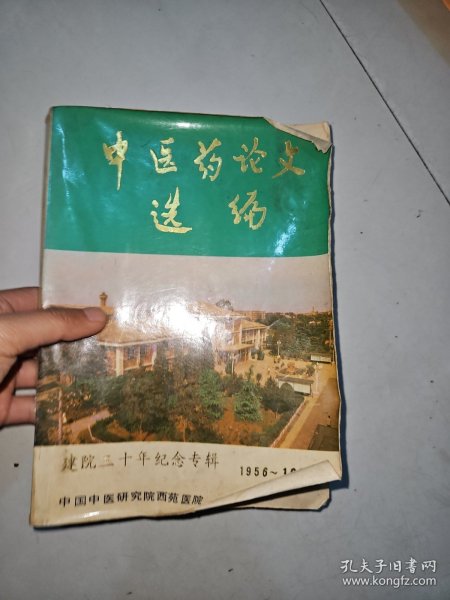 中医药论文
选编
建院三十年纪念专辑
1956~1
中国中医研究院西苑医院
孔夫子旧书网
www.kongfz.com